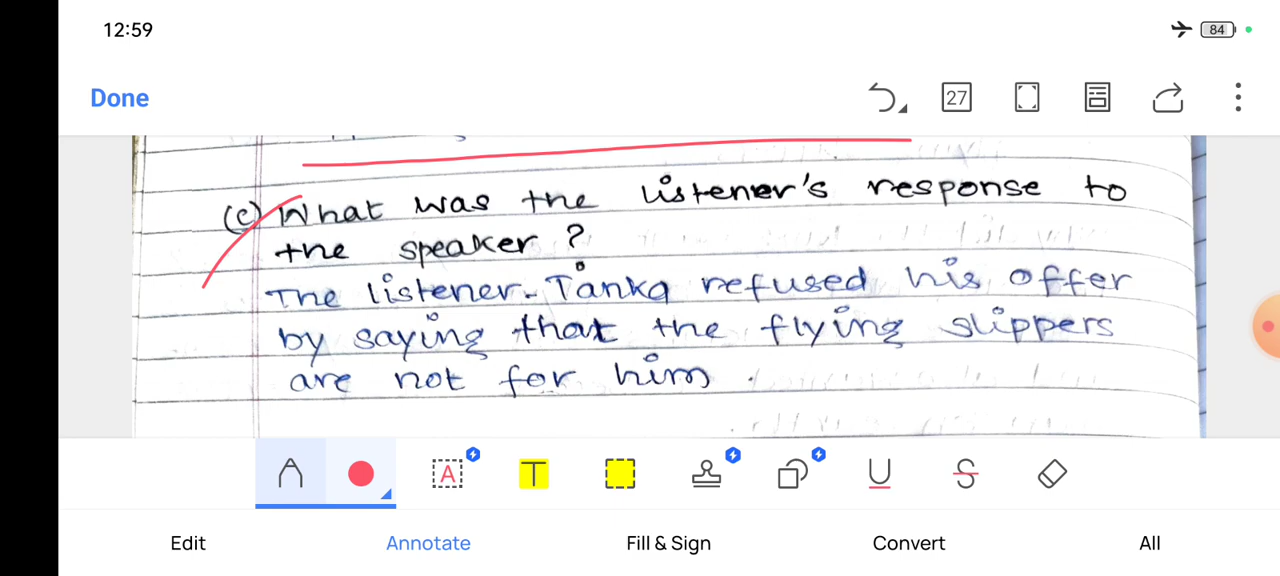 12:59
84
Done
27
(c) What was the listener's response to
the speaker?
The listener - Tanka refused his offer
by saying that the flying slippers
are not for him.
A
T
U
S
Edit
Annotate
Fill & Sign
Convert
All